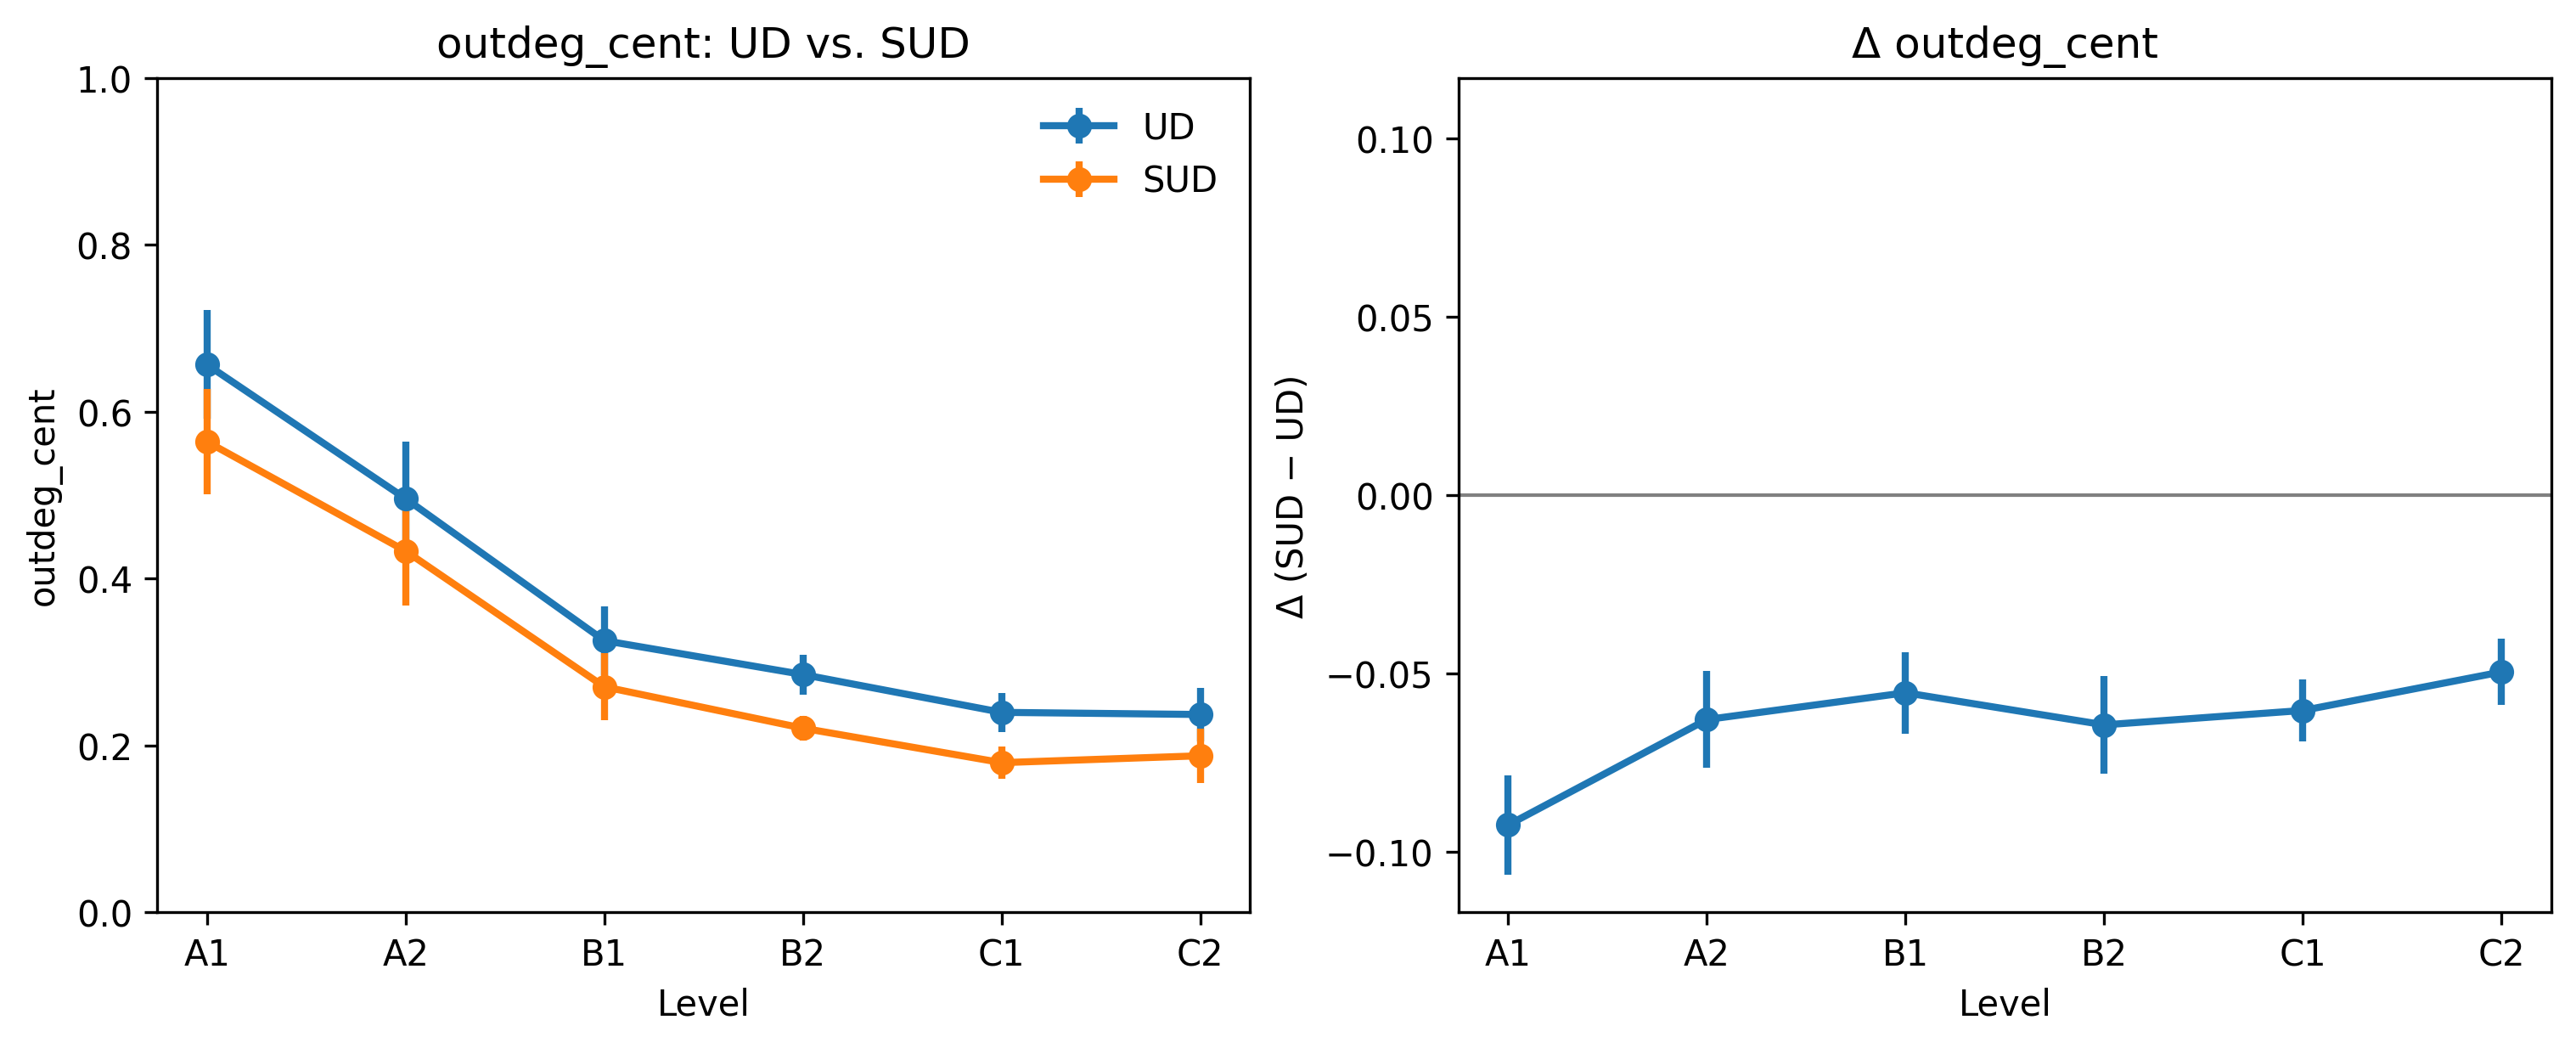 outdeg_cent: UD vs. SUD
1.0
0.8
0.6
0.4
0.2
0.0
outdeg_cent
UD
SUD
A1 A2 B1 B2 C1 C2
Level
Δ outdeg_cent
0.10
0.05
0.00
−0.05
−0.10
Δ (SUD − UD)
A1 A2 B1 B2 C1 C2
Level